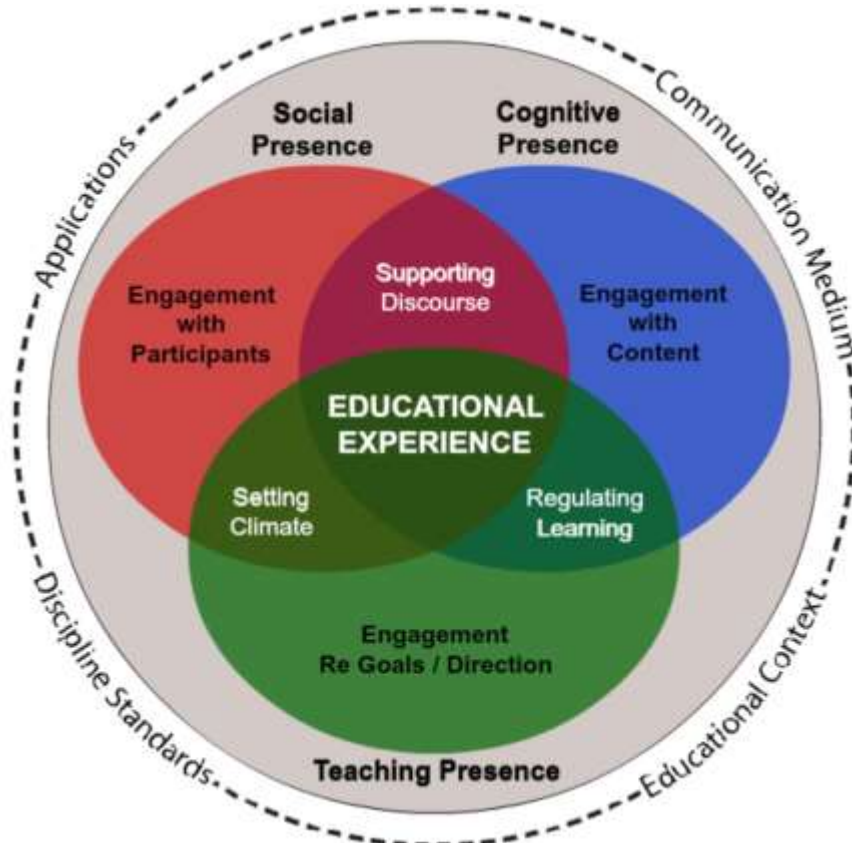 Social
Presence
Cognitive
Presence
Applications
Communication Medium
Supporting
Discourse
Engagement
with
Participants
Engagement
with
Content
EDUCATIONAL
EXPERIENCE
Setting
Climate
Regulating
Learning
Engagement
Re Goals / Direction
Teaching Presence
Discipline Standards
Educational Context